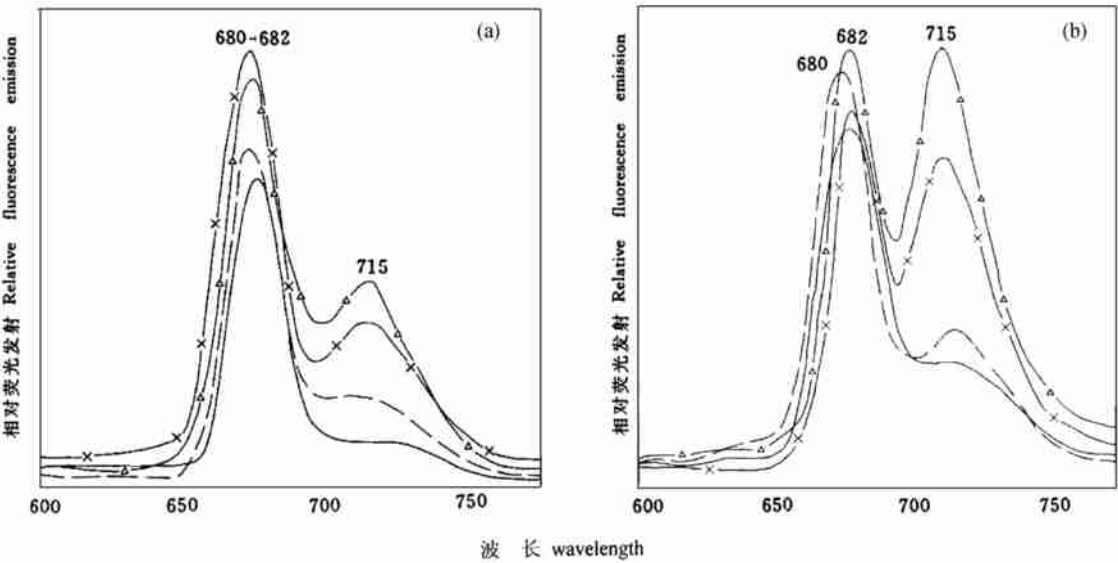 相对荧光发射 Relative fluorescence emission
(a)
680-682
715
600 650 700 750
相对荧光发射 Relative fluorescence emission
(b)
682
715
680
600 650 700 750
波 长 wavelength